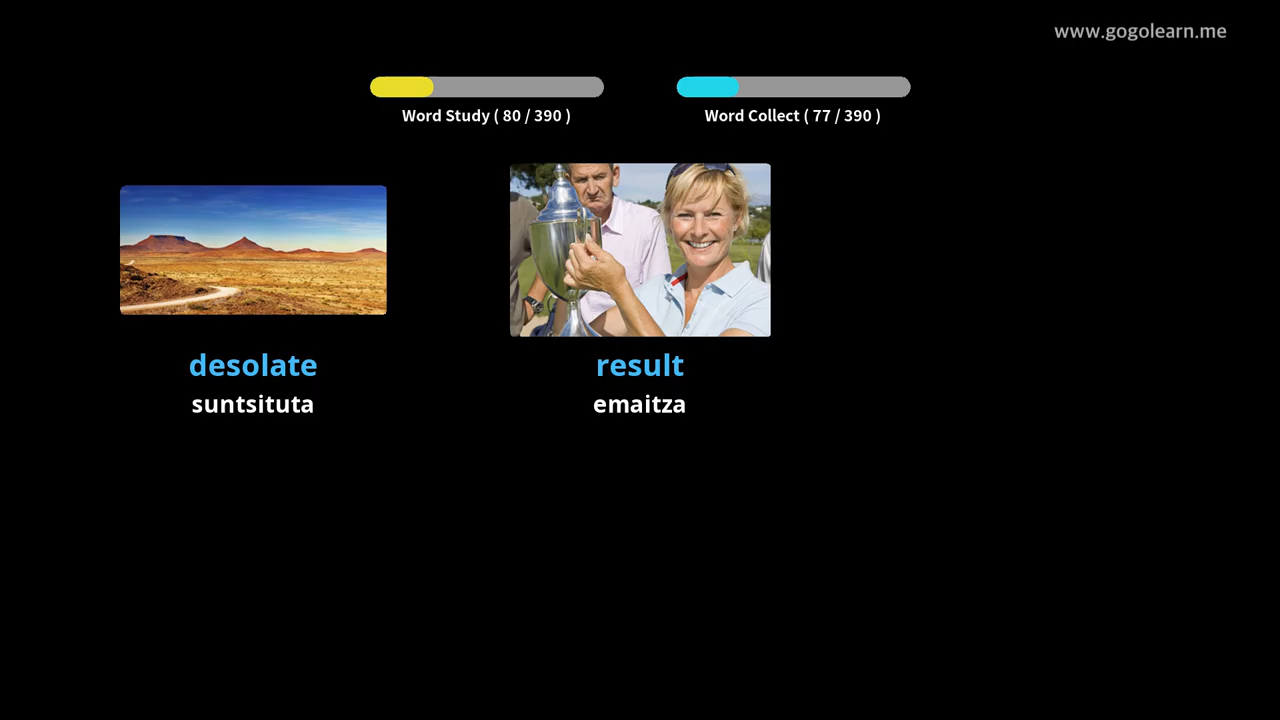 www.gogolearn.me
Word Study ( 80 / 390 )
Word Collect ( 77 / 390 )
desolate
suntsituta
result
emaitza